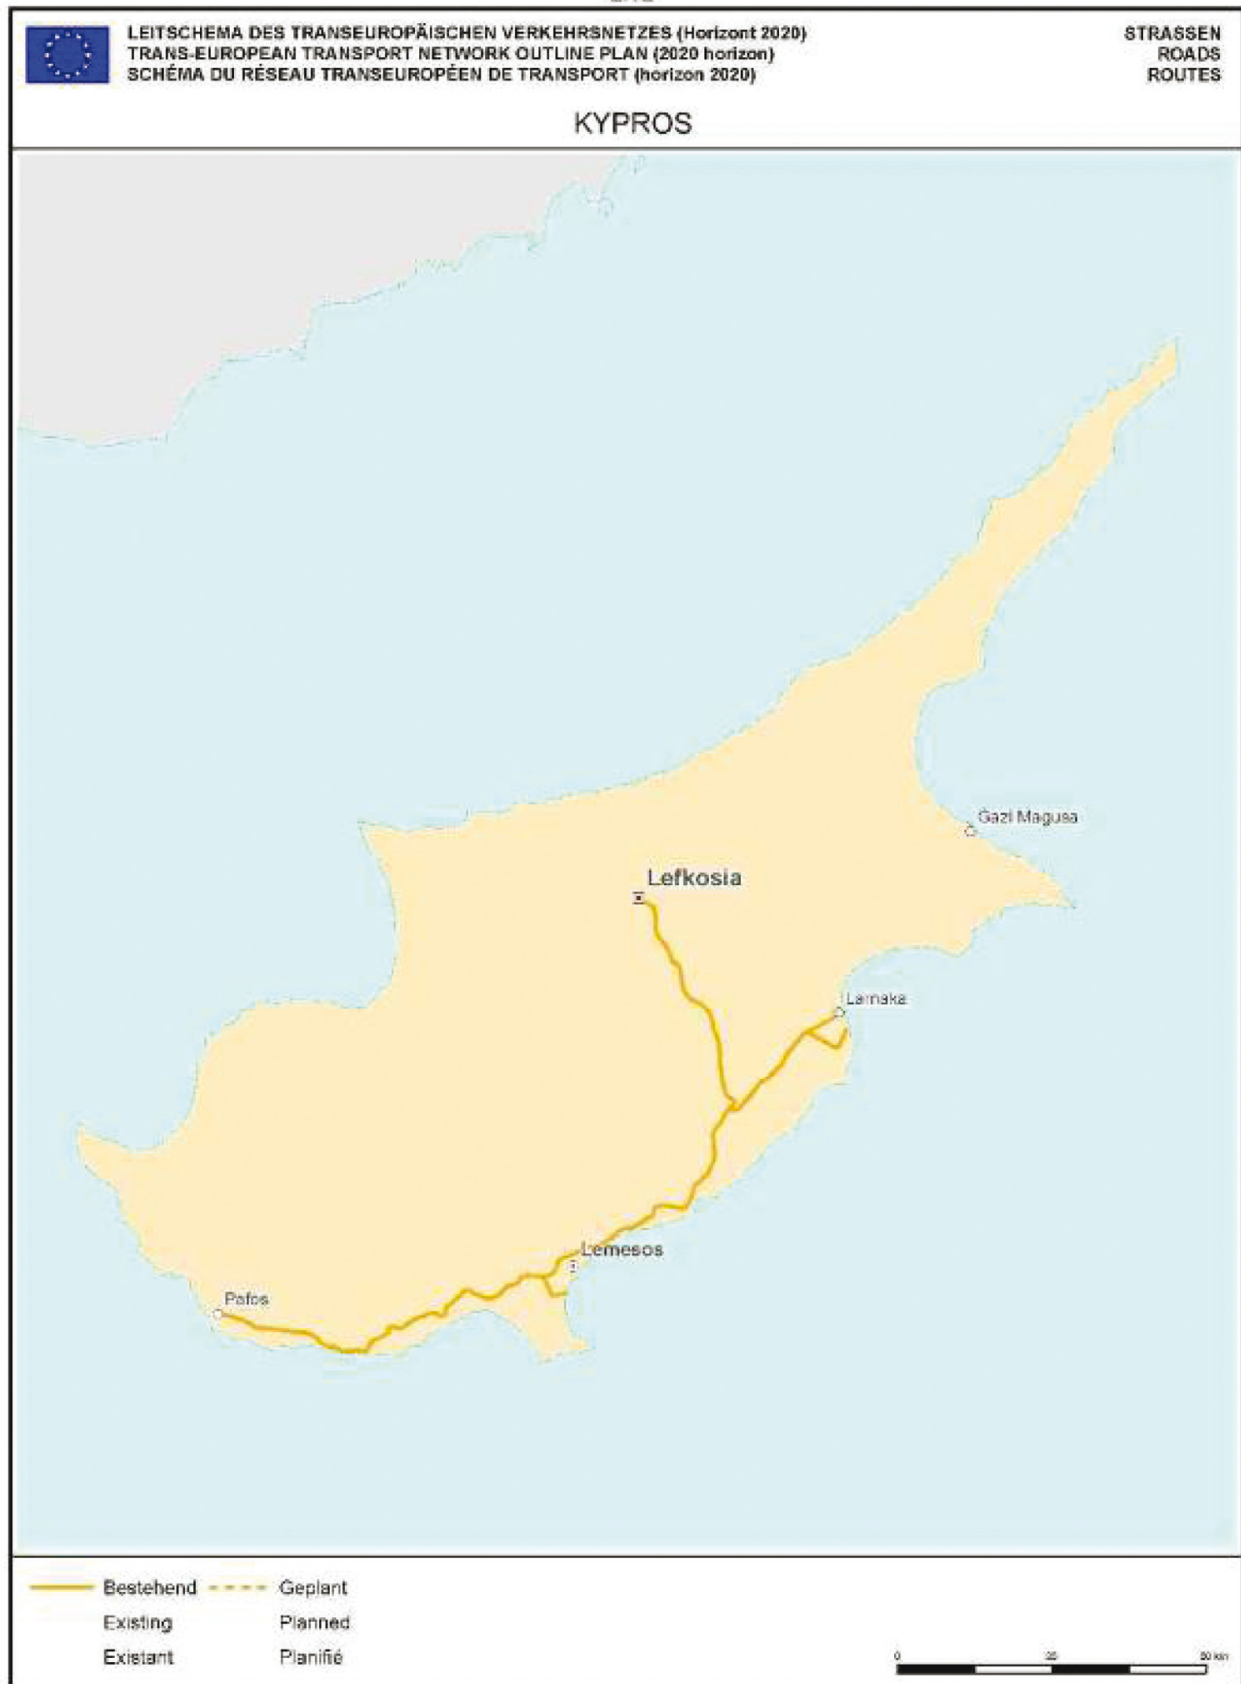 LEITSCHEMA DES TRANSEUROPÄISCHEN VERKEHRSNETZES (Horizont 2020)
TRANS-EUROPEAN TRANSPORT NETWORK OUTLINE PLAN (2020 horizon)
SCHÉMA DU RÉSEAU TRANSEUROPÉEN DE TRANSPORT (horizon 2020)
STRASSEN
ROADS
ROUTES
KYPROS
Gazi Magusa
Lefkosia
Larnaka
Lemesos
Pafos
Bestehend Geplant
Existing Planned
Existant Planifié
0 25 50 km